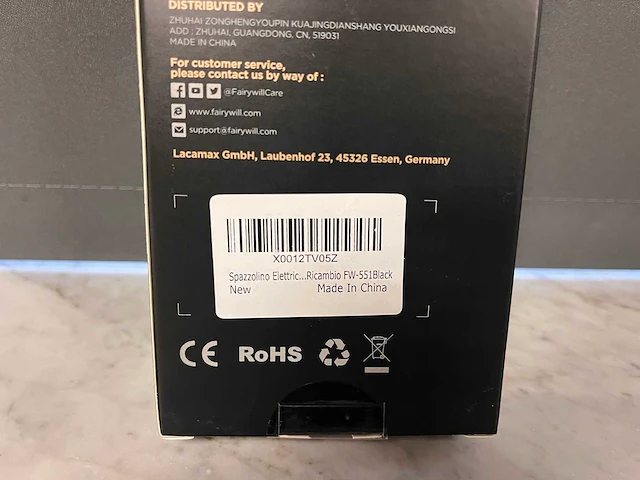 DISTRIBUTED BY
ZHUHAI ZONGHENGYOUPIN KUAJINGDIANSHANG YOUXIANGONGSI
ADD : ZHUHAI, GUANGDONG, CN, 519031
MADE IN CHINA
For customer service,
please contact us by way of :
@FairywillCare
www.fairywill.com
support@fairywill.com
Lacamax GmbH, Laubenhof 23, 45326 Essen, Germany
X0012TV05Z
Spazzolino Elettric...Ricambio FW-551Black
New Made In China
CE RoHS